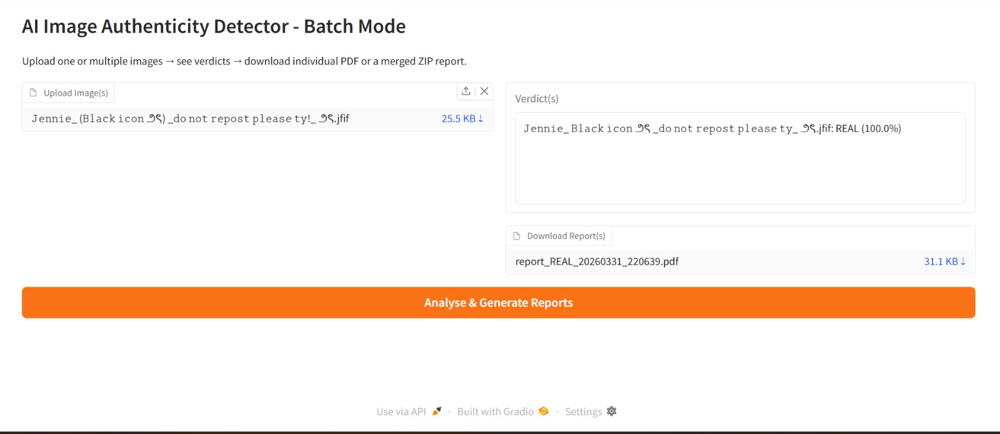 AI Image Authenticity Detector - Batch Mode
Upload one or multiple images → see verdicts → download individual PDF or a merged ZIP report.
Upload Image(s)
Jennie_(Black icon ୨ৎ)_do not repost please ty!_ ୨ৎ.jfif 25.5 KB ⇣
Verdict(s)
Jennie_Black icon ୨ৎ _do not repost please ty_ ୨ৎ.jfif: REAL (100.0%)
Download Report(s)
report_REAL_20260331_220639.pdf 31.1 KB ⇣
Analyse & Generate Reports
Use via API 🚀 · Built with Gradio · Settings ⚙️